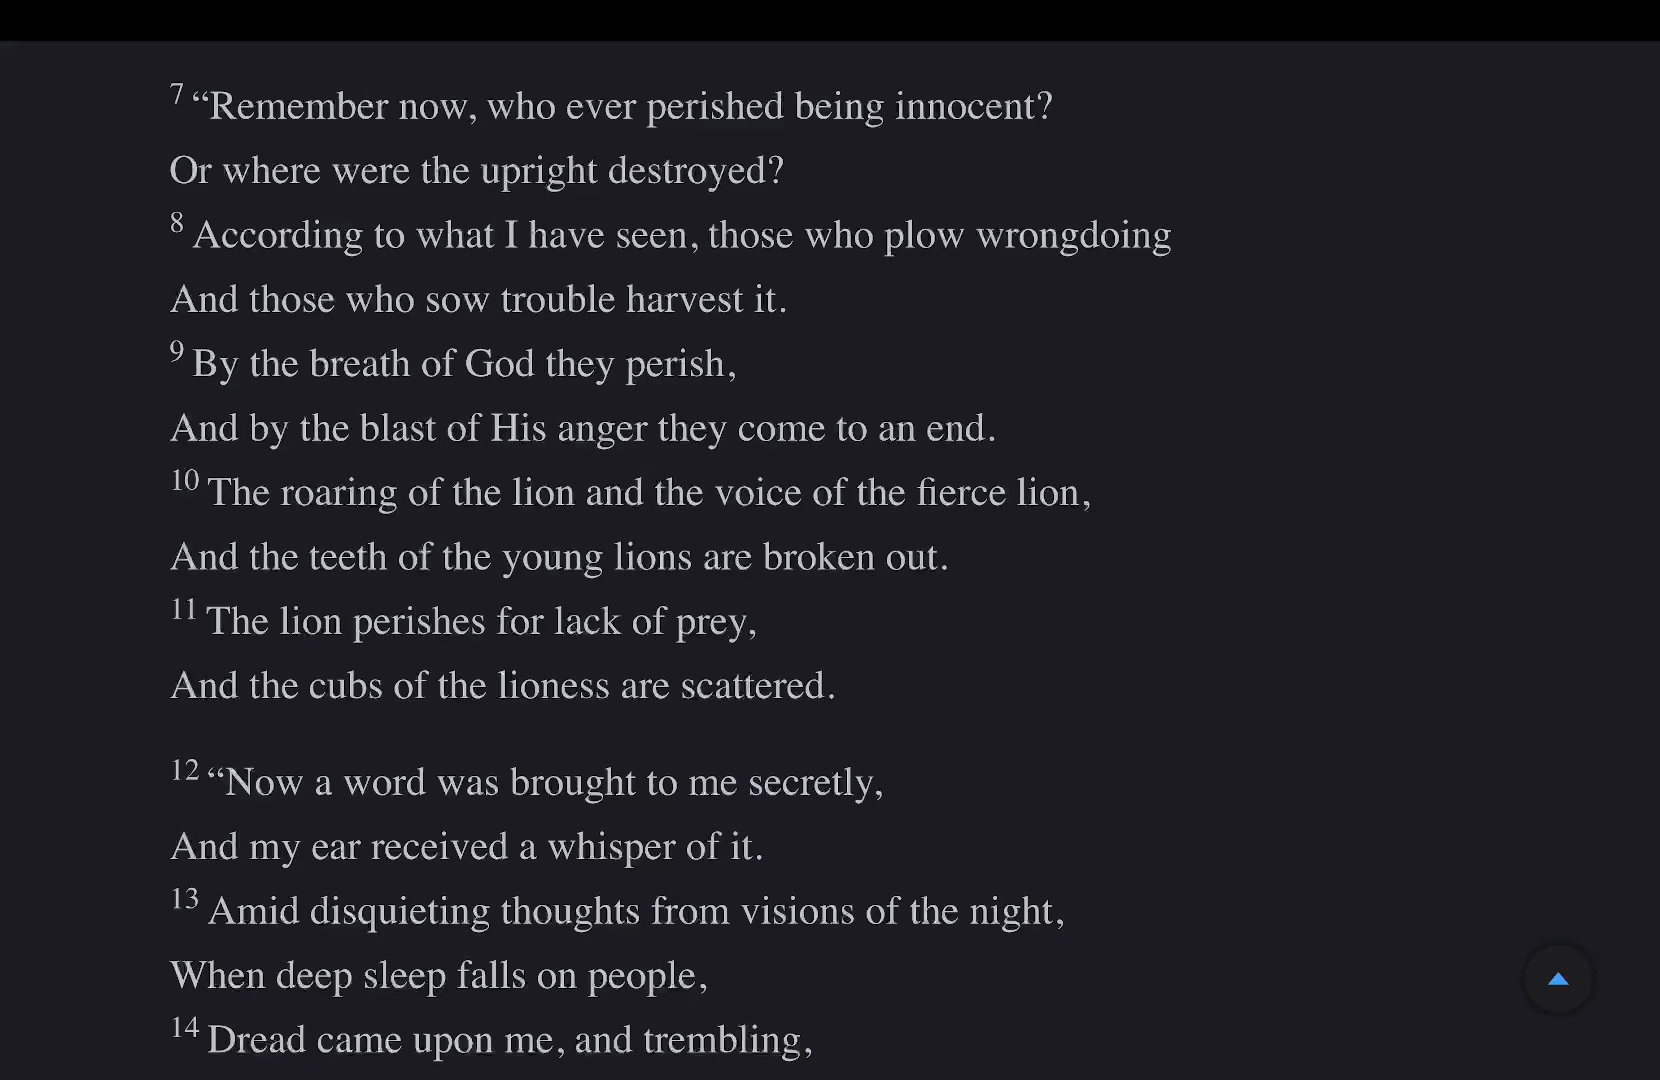 7 “Remember now, who ever perished being innocent?
Or where were the upright destroyed?
8 According to what I have seen, those who plow wrongdoing
And those who sow trouble harvest it.
9 By the breath of God they perish,
And by the blast of His anger they come to an end.
10 The roaring of the lion and the voice of the fierce lion,
And the teeth of the young lions are broken out.
11 The lion perishes for lack of prey,
And the cubs of the lioness are scattered.
12 “Now a word was brought to me secretly,
And my ear received a whisper of it.
13 Amid disquieting thoughts from visions of the night,
When deep sleep falls on people,
14 Dread came upon me, and trembling,